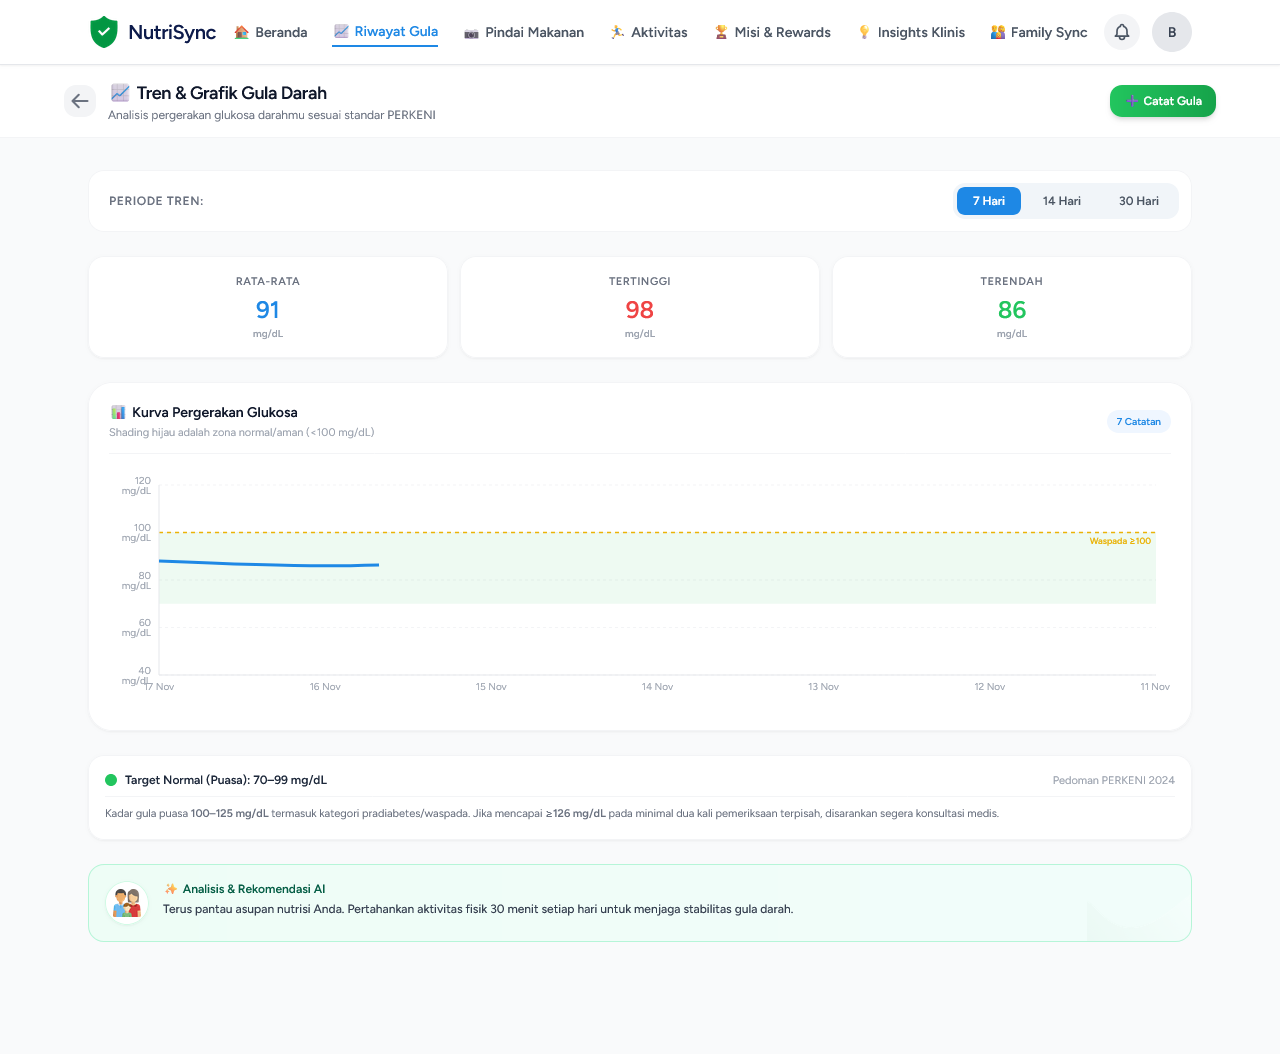 NutriSync
Beranda
Riwayat Gula
Pindai Makanan
Aktivitas
Misi & Rewards
Insights Klinis
Family Sync
B
Tren & Grafik Gula Darah
Analisis pergerakan glukosa darahmu sesuai standar PERKENI
Catat Gula
PERIODE TREN:
7 Hari
14 Hari
30 Hari
RATA-RATA
91
mg/dL
TERTINGGI
98
mg/dL
TERENDAH
86
mg/dL
Kurva Pergerakan Glukosa
Shading hijau adalah zona normal/aman (<100 mg/dL)
7 Catatan
120
mg/dL
100
mg/dL
Waspada ≥100
80
mg/dL
60
mg/dL
40
mg/dL
17 Nov
16 Nov
15 Nov
14 Nov
13 Nov
12 Nov
11 Nov
Target Normal (Puasa): 70–99 mg/dL
Pedoman PERKENI 2024
Kadar gula puasa 100–125 mg/dL termasuk kategori pradiabetes/waspada. Jika mencapai ≥126 mg/dL pada minimal dua kali pemeriksaan terpisah, disarankan segera konsultasi medis.
Analisis & Rekomendasi AI
Terus pantau asupan nutrisi Anda. Pertahankan aktivitas fisik 30 menit setiap hari untuk menjaga stabilitas gula darah.